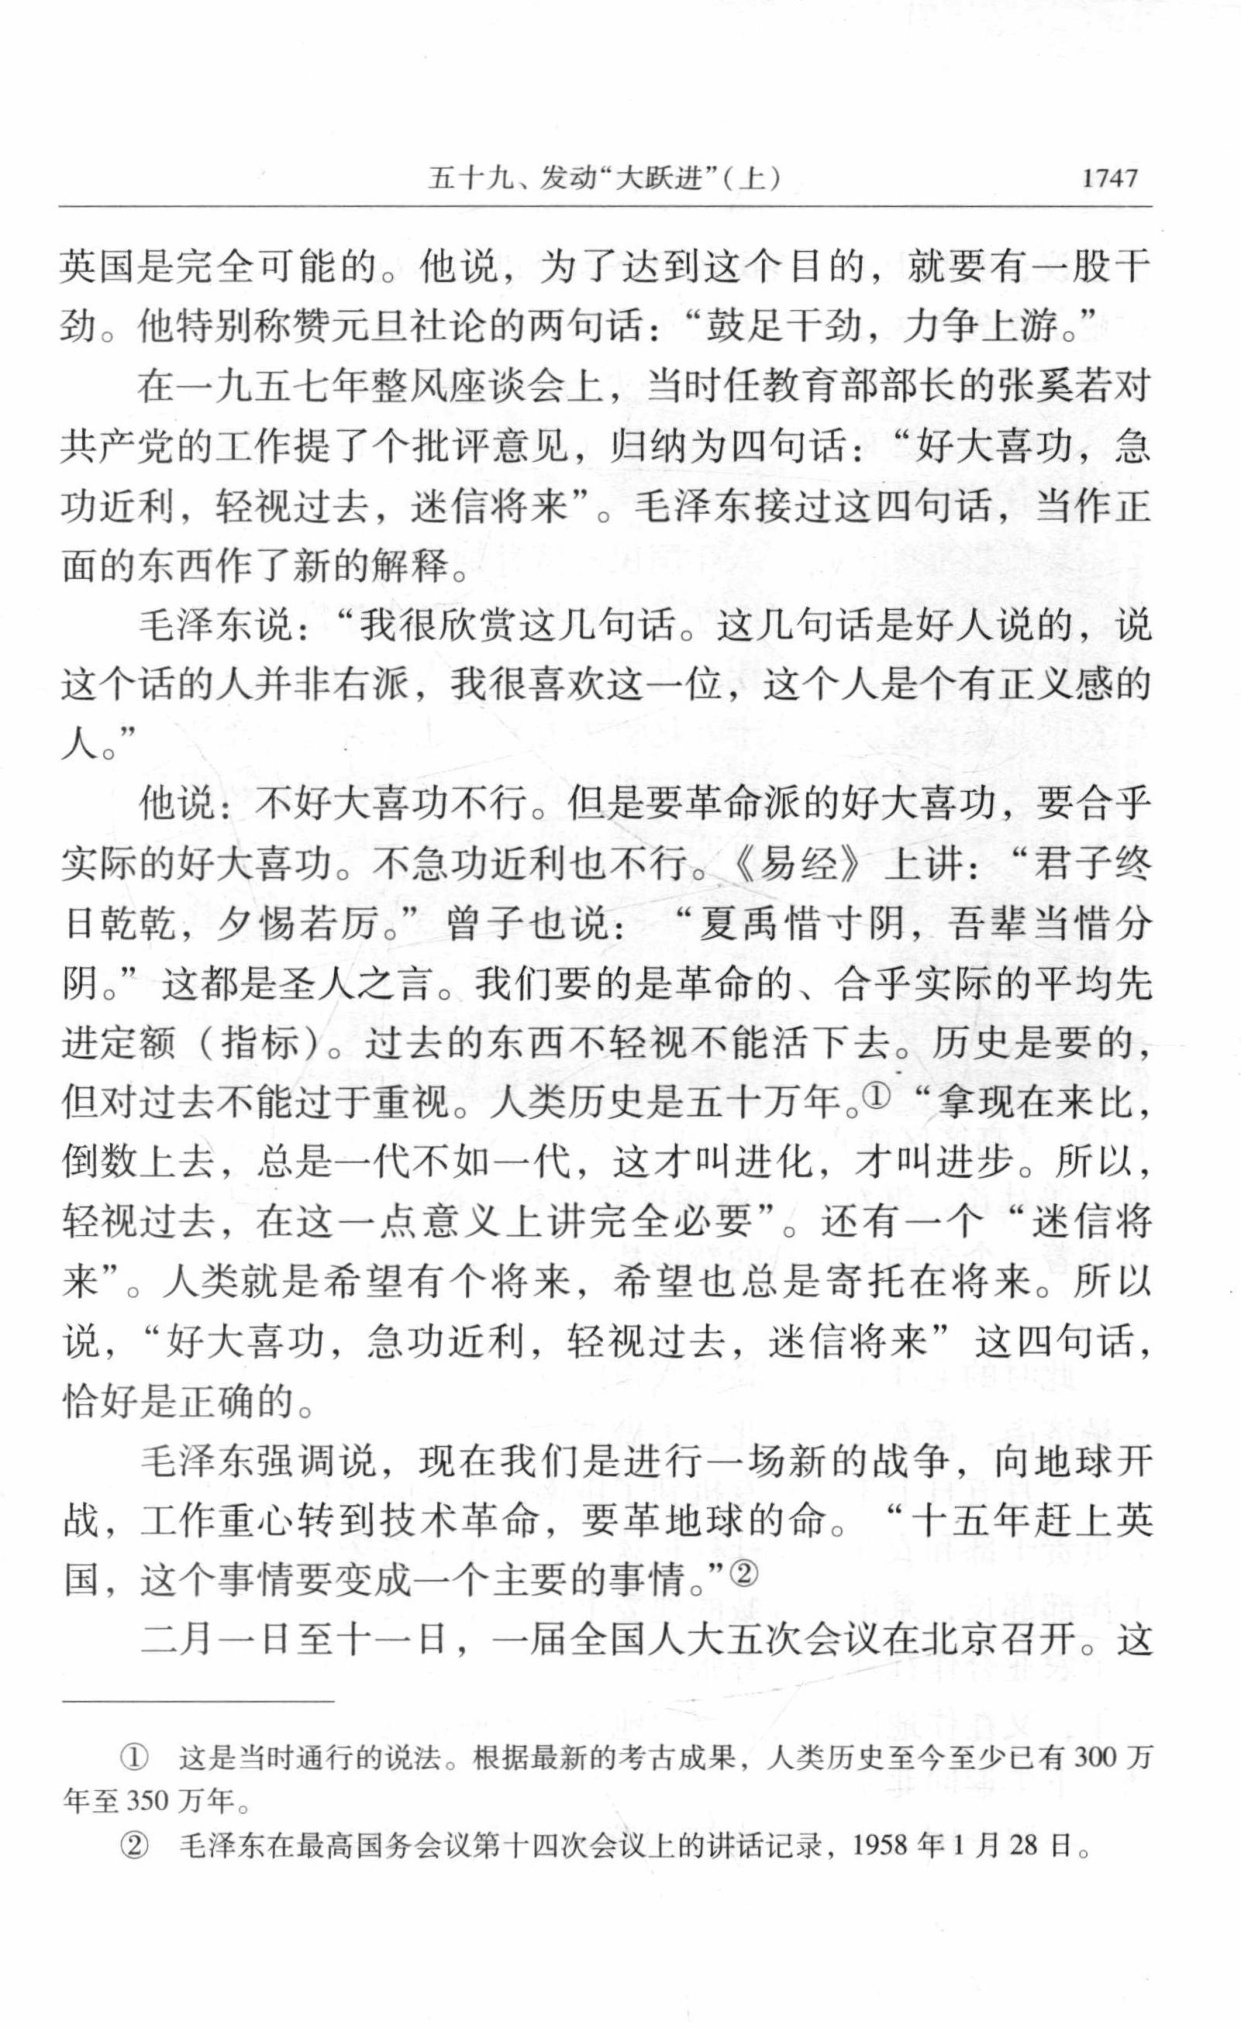 五十九、发动“大跃进”（上） 1747
英国是完全可能的。他说，为了达到这个目的，就要有一股干
劲。他特别称赞元旦社论的两句话：“鼓足干劲，力争上游。”
在一九五七年整风座谈会上，当时任教育部部长的张奚若对
共产党的工作提了个批评意见，归纳为四句话：“好大喜功，急
功近利，轻视过去，迷信将来”。毛泽东接过这四句话，当作正
面的东西作了新的解释。
毛泽东说：“我很欣赏这几句话。这几句话是好人说的，说
这个话的人并非右派，我很喜欢这一位，这个人是个有正义感的
人。”
他说：不好大喜功不行。但是要革命派的好大喜功，要合乎
实际的好大喜功。不急功近利也不行。《易经》上讲：“君子终
日乾乾，夕惕若厉。”曾子也说：“夏禹惜寸阴，吾辈当惜分
阴。”这都是圣人之言。我们要的是革命的、合乎实际的平均先
进定额（指标）。过去的东西不轻视不能活下去。历史是要的，
但对过去不能过于重视。人类历史是五十万年。①“拿现在来比，
倒数上去，总是一代不如一代，这才叫进化，才叫进步。所以，
轻视过去，在这一点意义上讲完全必要”。还有一个“迷信将
来”。人类就是希望有个将来，希望也总是寄托在将来。所以
说，“好大喜功，急功近利，轻视过去，迷信将来”这四句话，
恰好是正确的。
毛泽东强调说，现在我们是进行一场新的战争，向地球开
战，工作重心转到技术革命，要革地球的命。“十五年赶上英
国，这个事情要变成一个主要的事情。”②
二月一日至十一日，一届全国人大五次会议在北京召开。这
① 这是当时通行的说法。根据最新的考古成果，人类历史至今至少已有 300 万
年至 350 万年。
② 毛泽东在最高国务会议第十四次会议上的讲话记录，1958 年 1 月 28 日。